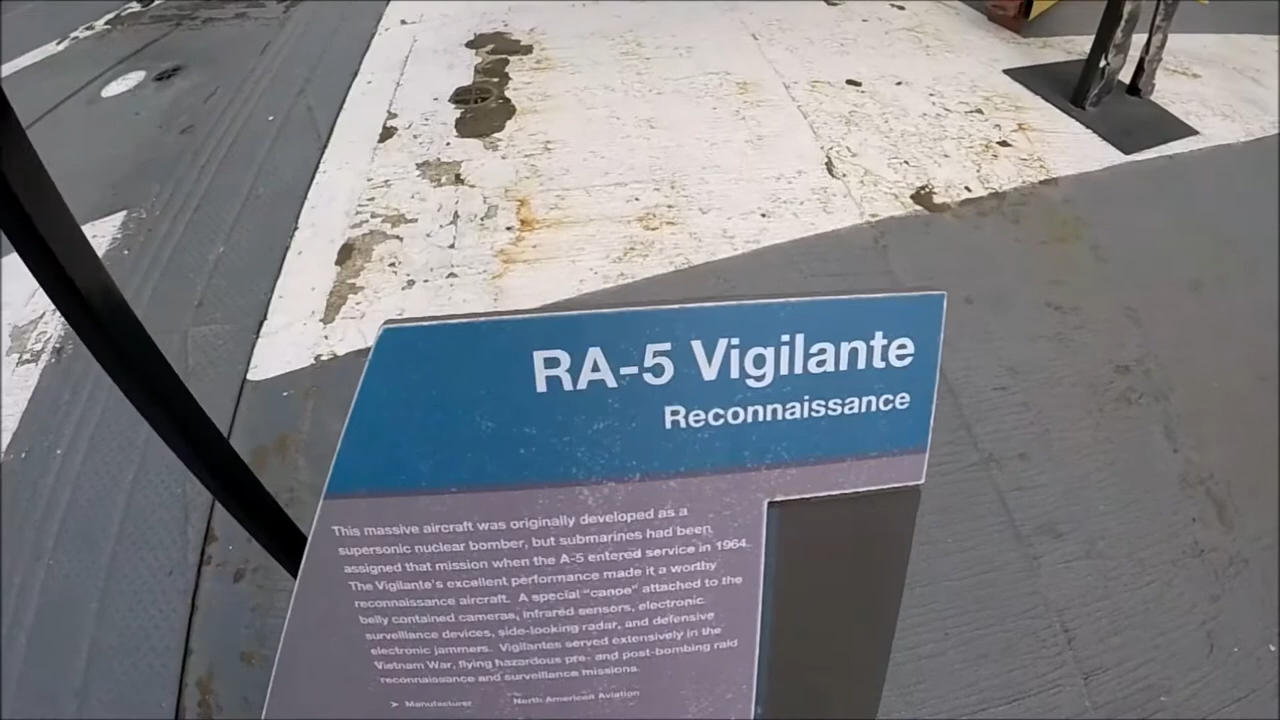 RA-5 Vigilante
Reconnaissance
This massive aircraft was originally developed as a
supersonic nuclear bomber, but submarines had been
assigned that mission when the A-5 entered service in 1964.
The Vigilante's excellent performance made it a worthy
reconnaissance aircraft. A special "canoe" attached to the
belly contained cameras, infrared sensors, electronic
surveillance devices, side-looking radar, and defensive
electronic jammers. Vigilantes served extensively in the
Vietnam War, flying hazardous pre- and post-bombing raid
reconnaissance and surveillance missions.
➤ Manufacturer North American Aviation